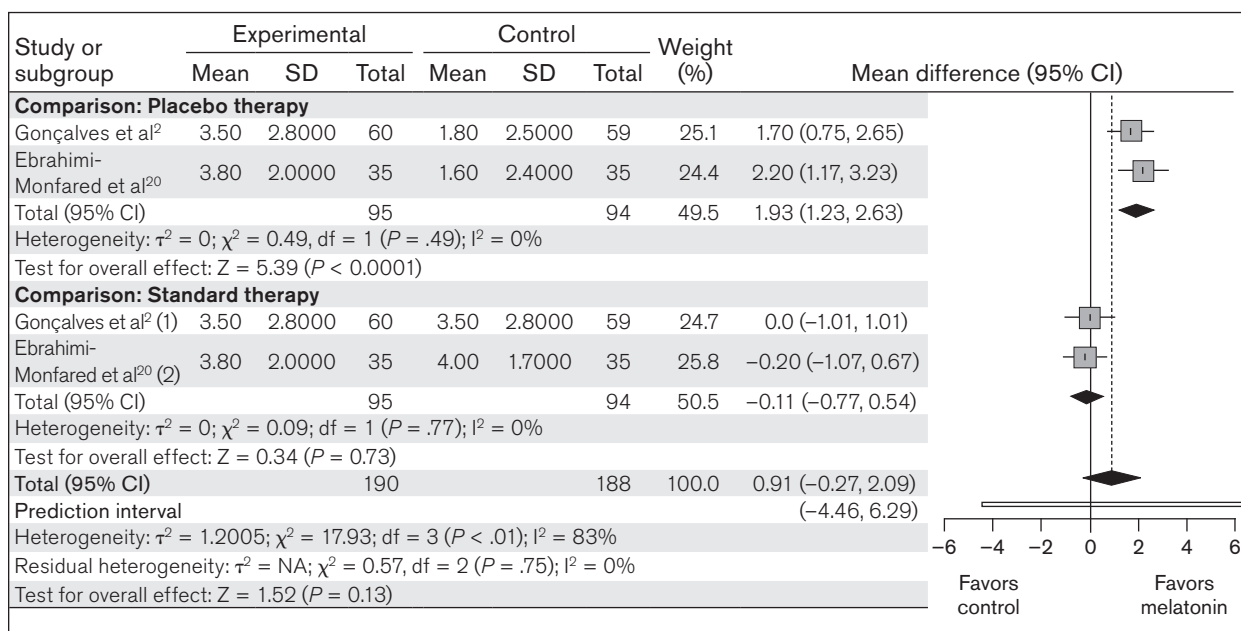 Study or subgroup Experimental Control Weight (%) Mean difference (95% CI)
Mean SD Total Mean SD Total
Comparison: Placebo therapy
Gonçalves et al² 3.50 2.8000 60 1.80 2.5000 59 25.1 1.70 (0.75, 2.65)
Ebrahimi-
Monfared et al²⁰ 3.80 2.0000 35 1.60 2.4000 35 24.4 2.20 (1.17, 3.23)
Total (95% CI) 95 94 49.5 1.93 (1.23, 2.63)
Heterogeneity: τ² = 0; χ² = 0.49, df = 1 (P = .49); I² = 0%
Test for overall effect: Z = 5.39 (P < 0.0001)
Comparison: Standard therapy
Gonçalves et al² (1) 3.50 2.8000 60 3.50 2.8000 59 24.7 0.0 (−1.01, 1.01)
Ebrahimi-
Monfared et al²⁰ (2) 3.80 2.0000 35 4.00 1.7000 35 25.8 −0.20 (−1.07, 0.67)
Total (95% CI) 95 94 50.5 −0.11 (−0.77, 0.54)
Heterogeneity: τ² = 0; χ² = 0.09; df = 1 (P = .77); I² = 0%
Test for overall effect: Z = 0.34 (P = 0.73)
Total (95% CI) 190 188 100.0 0.91 (−0.27, 2.09)
Prediction interval (−4.46, 6.29)
Heterogeneity: τ² = 1.2005; χ² = 17.93; df = 3 (P < .01); I² = 83%
Residual heterogeneity: τ² = NA; χ² = 0.57, df = 2 (P = .75); I² = 0%
Test for overall effect: Z = 1.52 (P = 0.13)
−6 −4 −2 0 2 4 6
Favors control Favors melatonin